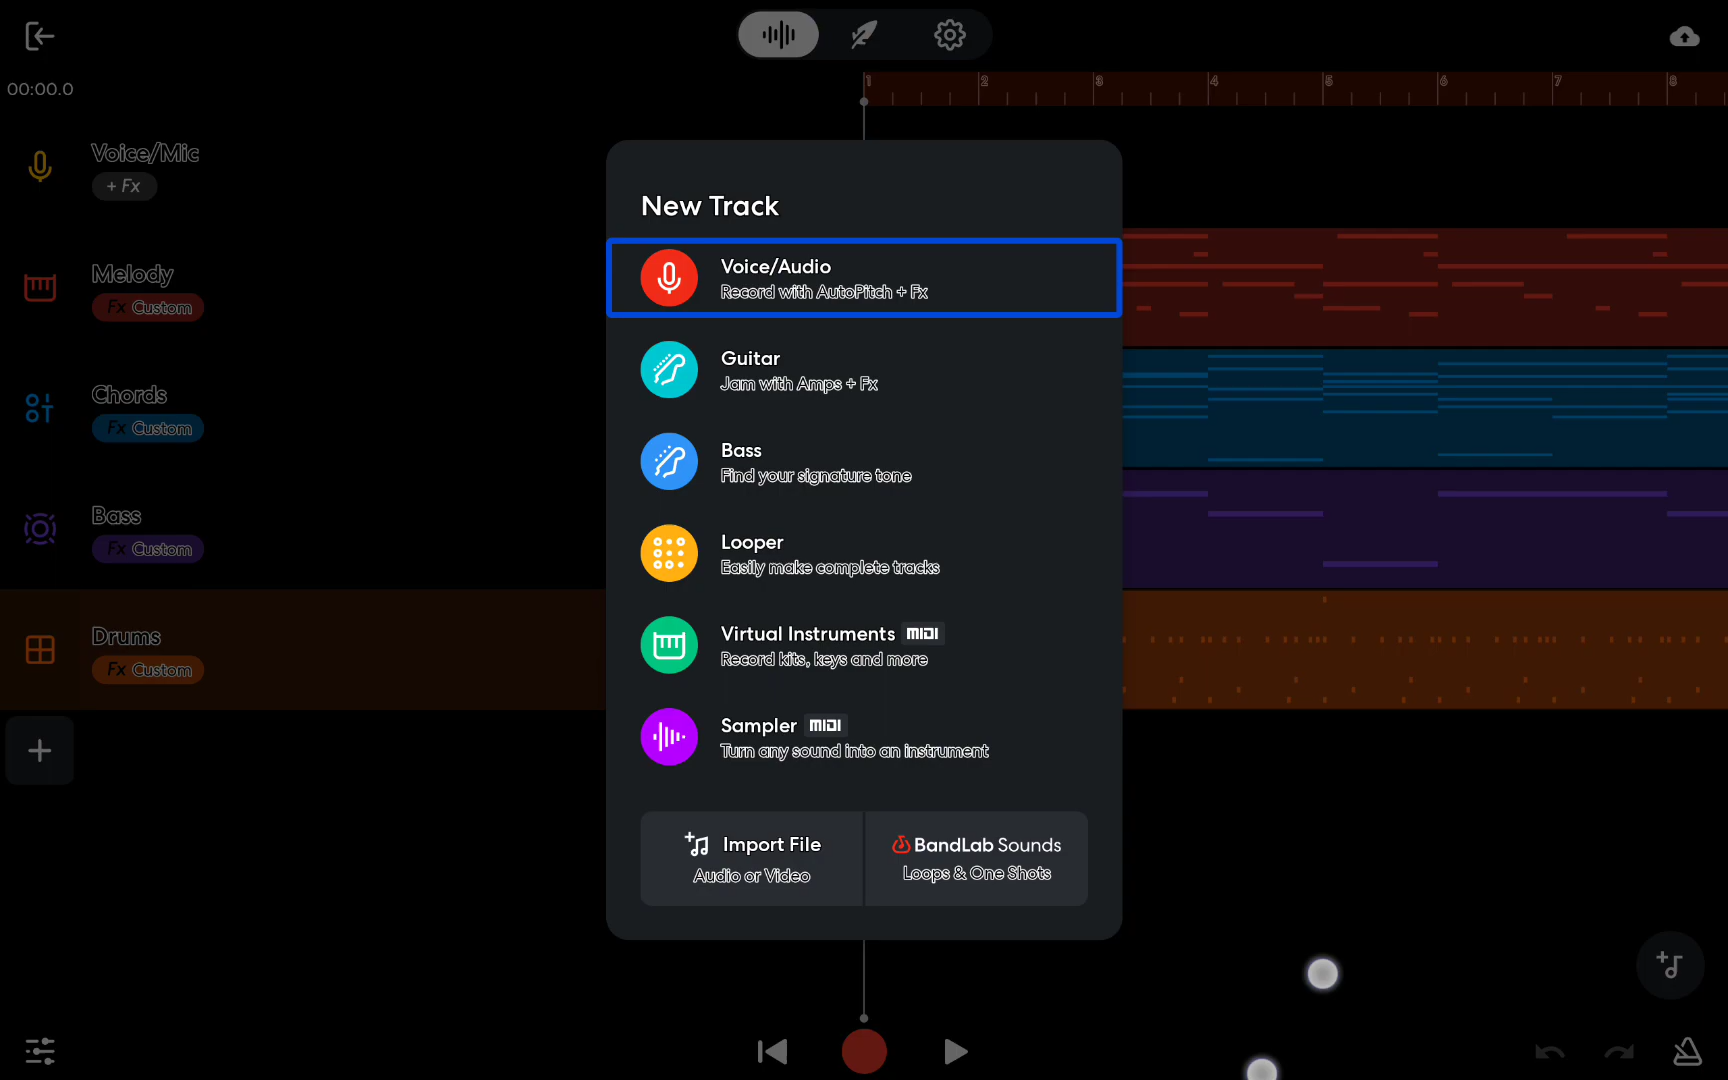 00:00.0
1 2 3 4 5 6 7 8
Voice/Mic
+ Fx
Melody
Fx Custom
Chords
Fx Custom
Bass
Fx Custom
Drums
Fx Custom
New Track
Voice/Audio
Record with AutoPitch + Fx
Guitar
Jam with Amps + Fx
Bass
Find your signature tone
Looper
Easily make complete tracks
Virtual Instruments MIDI
Record kits, keys and more
Sampler MIDI
Turn any sound into an instrument
Import File
Audio or Video
BandLab Sounds
Loops & One Shots